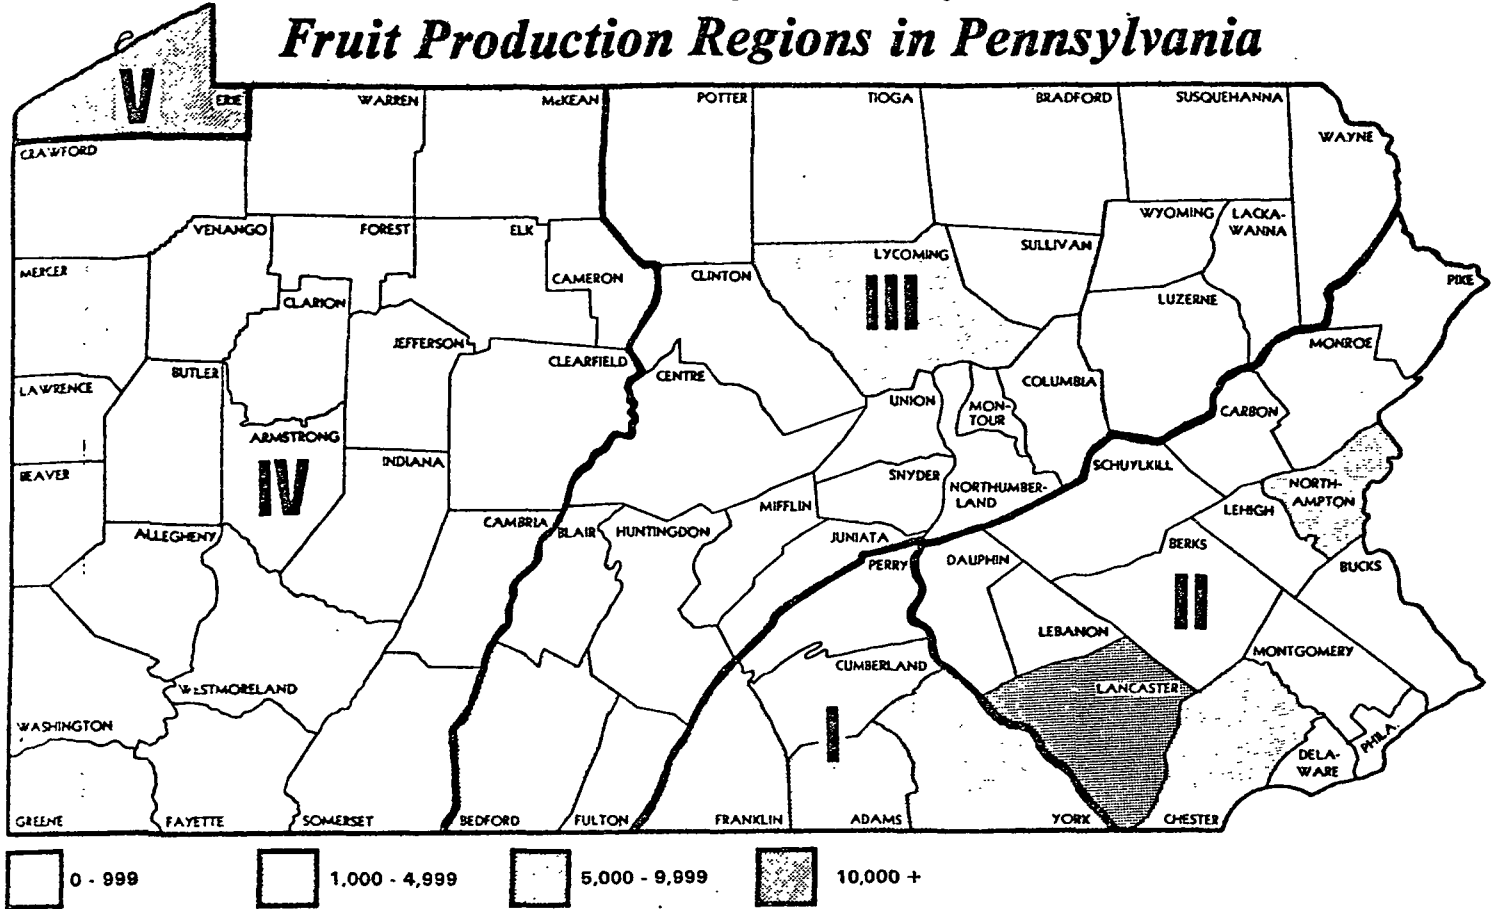 Fruit Production Regions in Pennsylvania
e
V
ERIE
WARREN
McKEAN
POTTER
TIOGA
BRADFORD
SUSQUEHANNA
WAYNE
CRAWFORD
VENANGO
FOREST
ELK
WYOMING
LACKA-
WANNA
SULLIVAN
LYCOMING
MERCER
CAMERON
CLINTON
PIKE
CLARION
III
LUZERNE
JEFFERSON
MONROE
CLEARFIELD
BUTLER
CENTRE
LAWRENCE
COLUMBIA
UNION
MON-
TOUR
CARBON
ARMSTRONG
INDIANA
SCHUYLKILL
BEAVER
IV
SNYDER
NORTHUMBER-
LAND
NORTH-
AMPTON
MIFFLIN
LEHIGH
CAMBRIA
BLAIR
HUNTINGDON
ALLEGHENY
JUNIATA
BERKS
PERRY
DAUPHIN
BUCKS
II
LEBANON
MONTGOMERY
CUMBERLAND
WESTMORELAND
LANCASTER
WASHINGTON
I
PHILA.
DELA-
WARE
GREENE
FAYETTE
SOMERSET
BEDFORD
FULTON
FRANKLIN
ADAMS
YORK
CHESTER
0 - 999
1,000 - 4,999
5,000 - 9,999
10,000 +